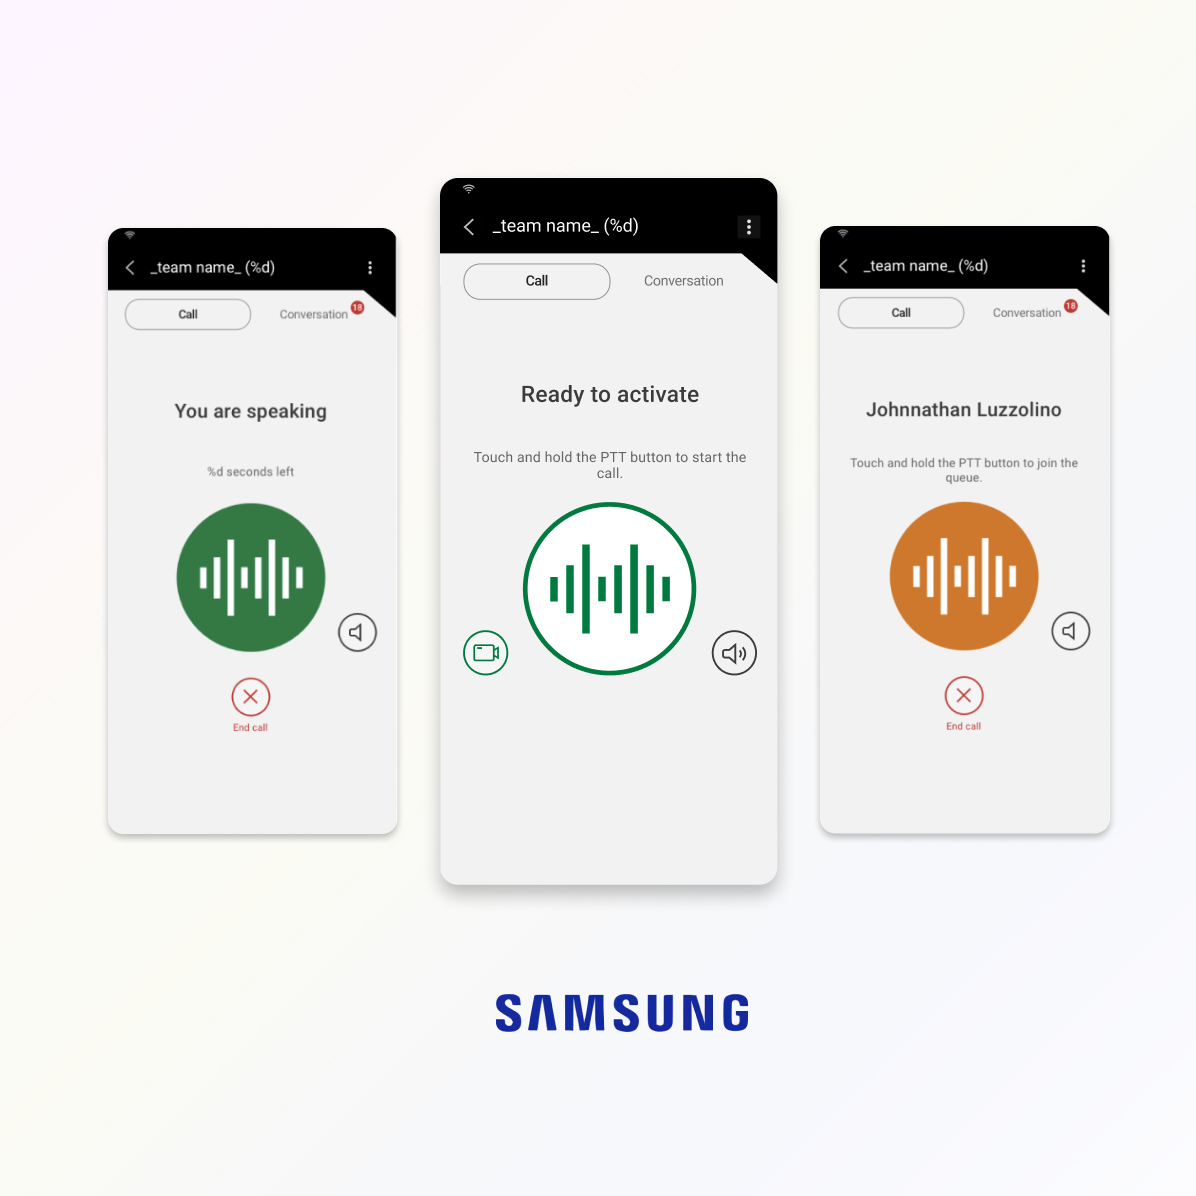 _team name_ (%d)
Call
Conversation
18
You are speaking
%d seconds left
End call
_team name_ (%d)
Call
Conversation
Ready to activate
Touch and hold the PTT button to start the
call.
_team name_ (%d)
Call
Conversation
18
Johnnathan Luzzolino
Touch and hold the PTT button to join the
queue.
End call
SAMSUNG